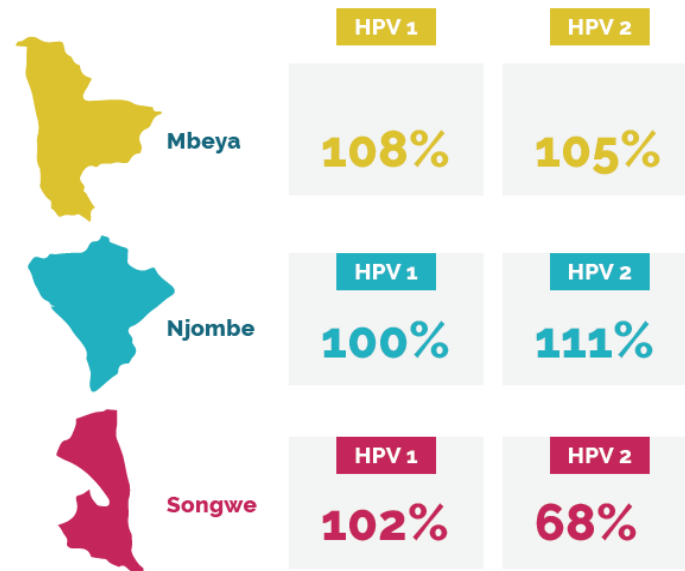 HPV 1 HPV 2
Mbeya 108% 105%
HPV 1 HPV 2
Njombe 100% 111%
HPV 1 HPV 2
Songwe 102% 68%